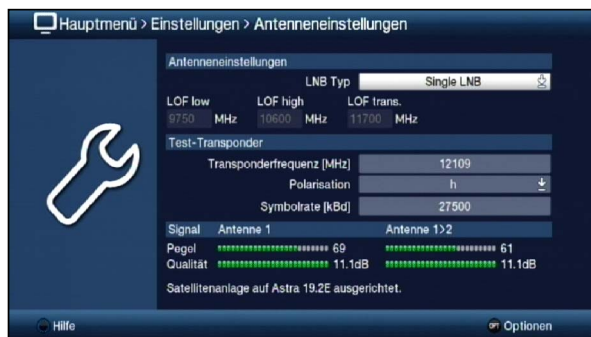 Hauptmenü > Einstellungen > Antenneneinstellungen
Antenneneinstellungen
LNB Typ Single LNB
LOF low LOF high LOF trans.
9750 MHz 10600 MHz 11700 MHz
Test-Transponder
Transponderfrequenz [MHz] 12109
Polarisation h
Symbolrate [kBd] 27500
Signal Antenne 1 Antenne 1>2
Pegel 69 61
Qualität 11.1dB 11.1dB
Satellitenanlage auf Astra 19.2E ausgerichtet.
Hilfe OPT Optionen